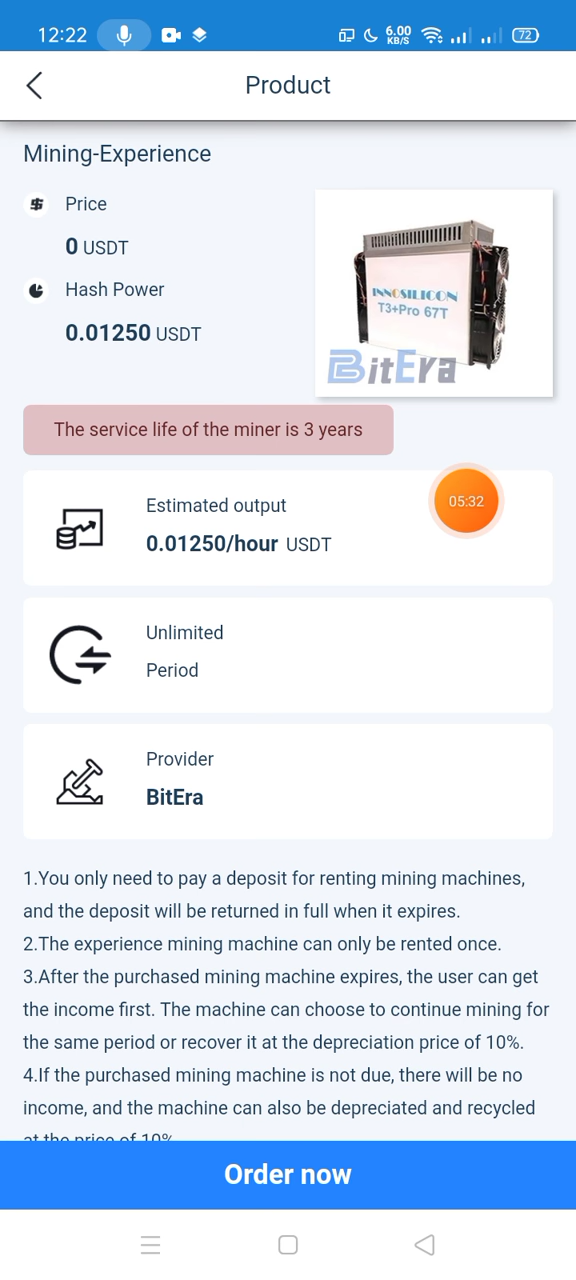 12:22
6.00
KB/S
72
Product
Mining-Experience
Price
0 USDT
Hash Power
0.01250 USDT
INNOSILICON
T3+Pro 67T
BitEra
The service life of the miner is 3 years
Estimated output
05:32
0.01250/hour USDT
Unlimited
Period
Provider
BitEra
1.You only need to pay a deposit for renting mining machines,
and the deposit will be returned in full when it expires.
2.The experience mining machine can only be rented once.
3.After the purchased mining machine expires, the user can get
the income first. The machine can choose to continue mining for
the same period or recover it at the depreciation price of 10%.
4.If the purchased mining machine is not due, there will be no
income, and the machine can also be depreciated and recycled
at the price of 10%
Order now